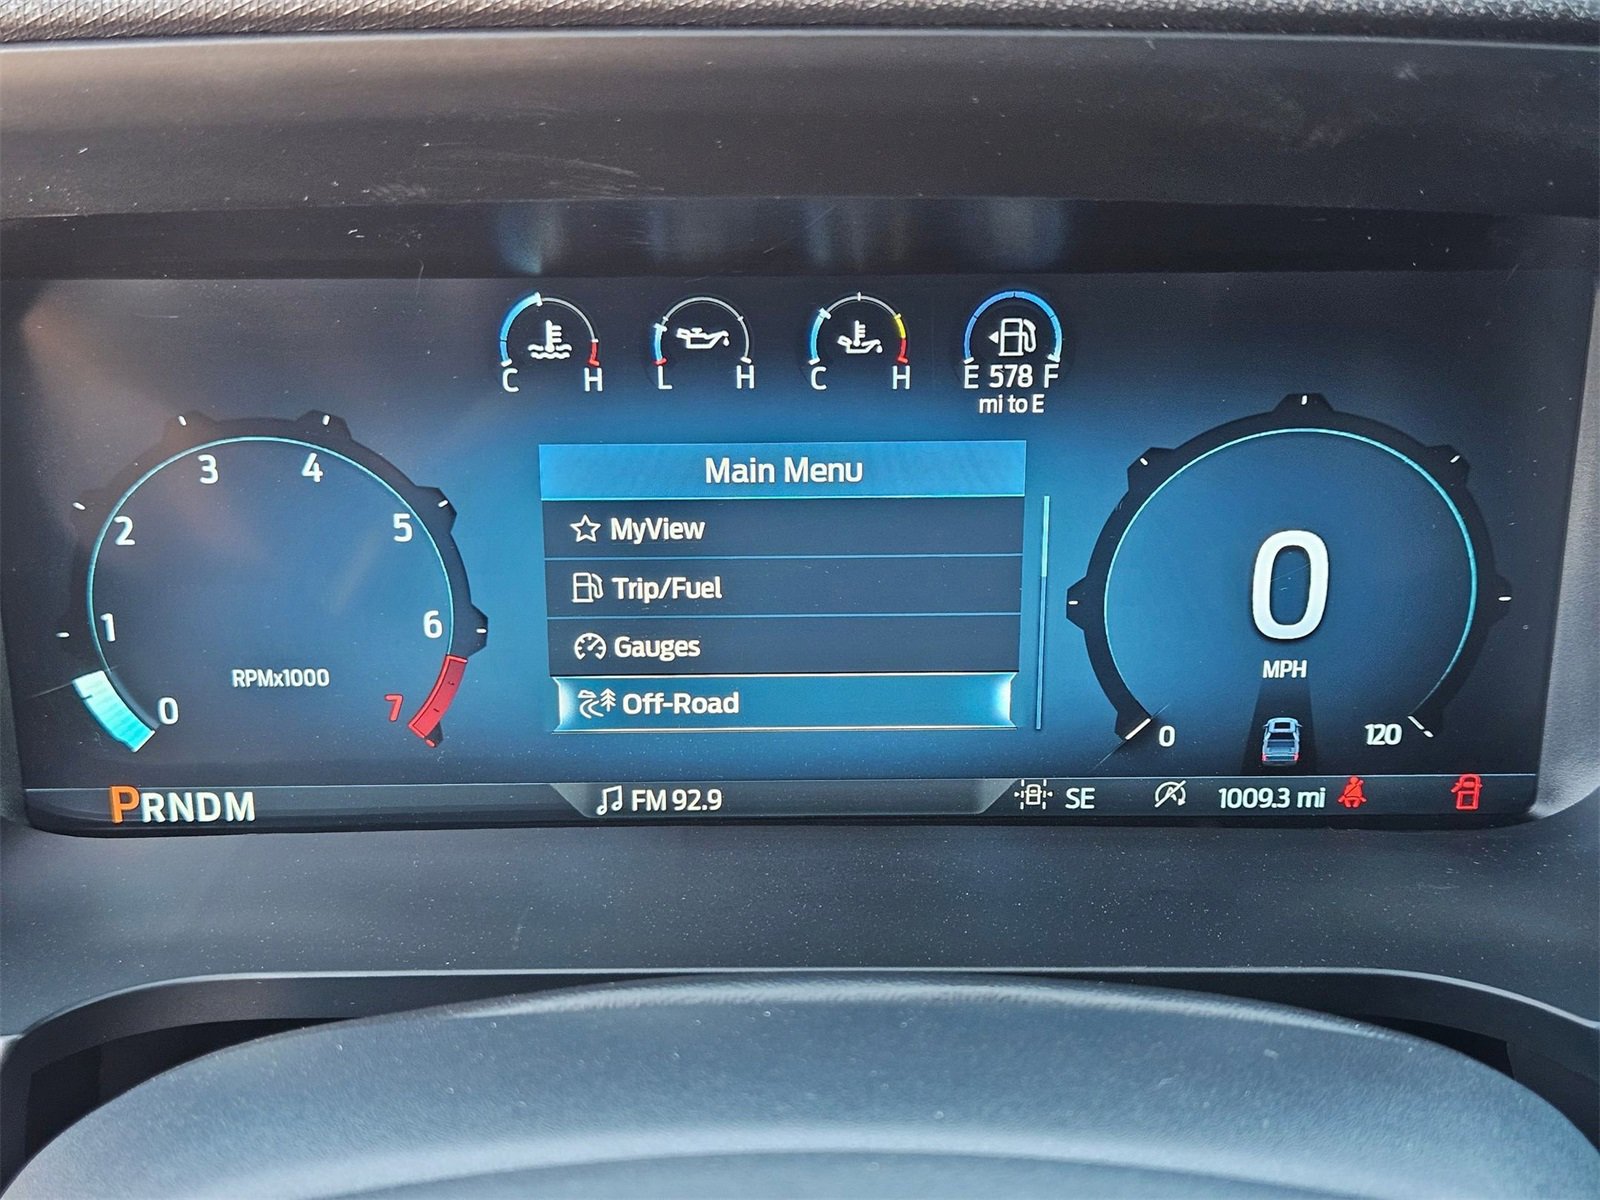 C H
L H
C H
E 578 F
mi to E
3 4
2 5
1 6
0 7
RPMx1000
Main Menu
MyView
Trip/Fuel
Gauges
Off-Road
0
MPH
0 120
PRNDM
FM 92.9
SE
1009.3 mi